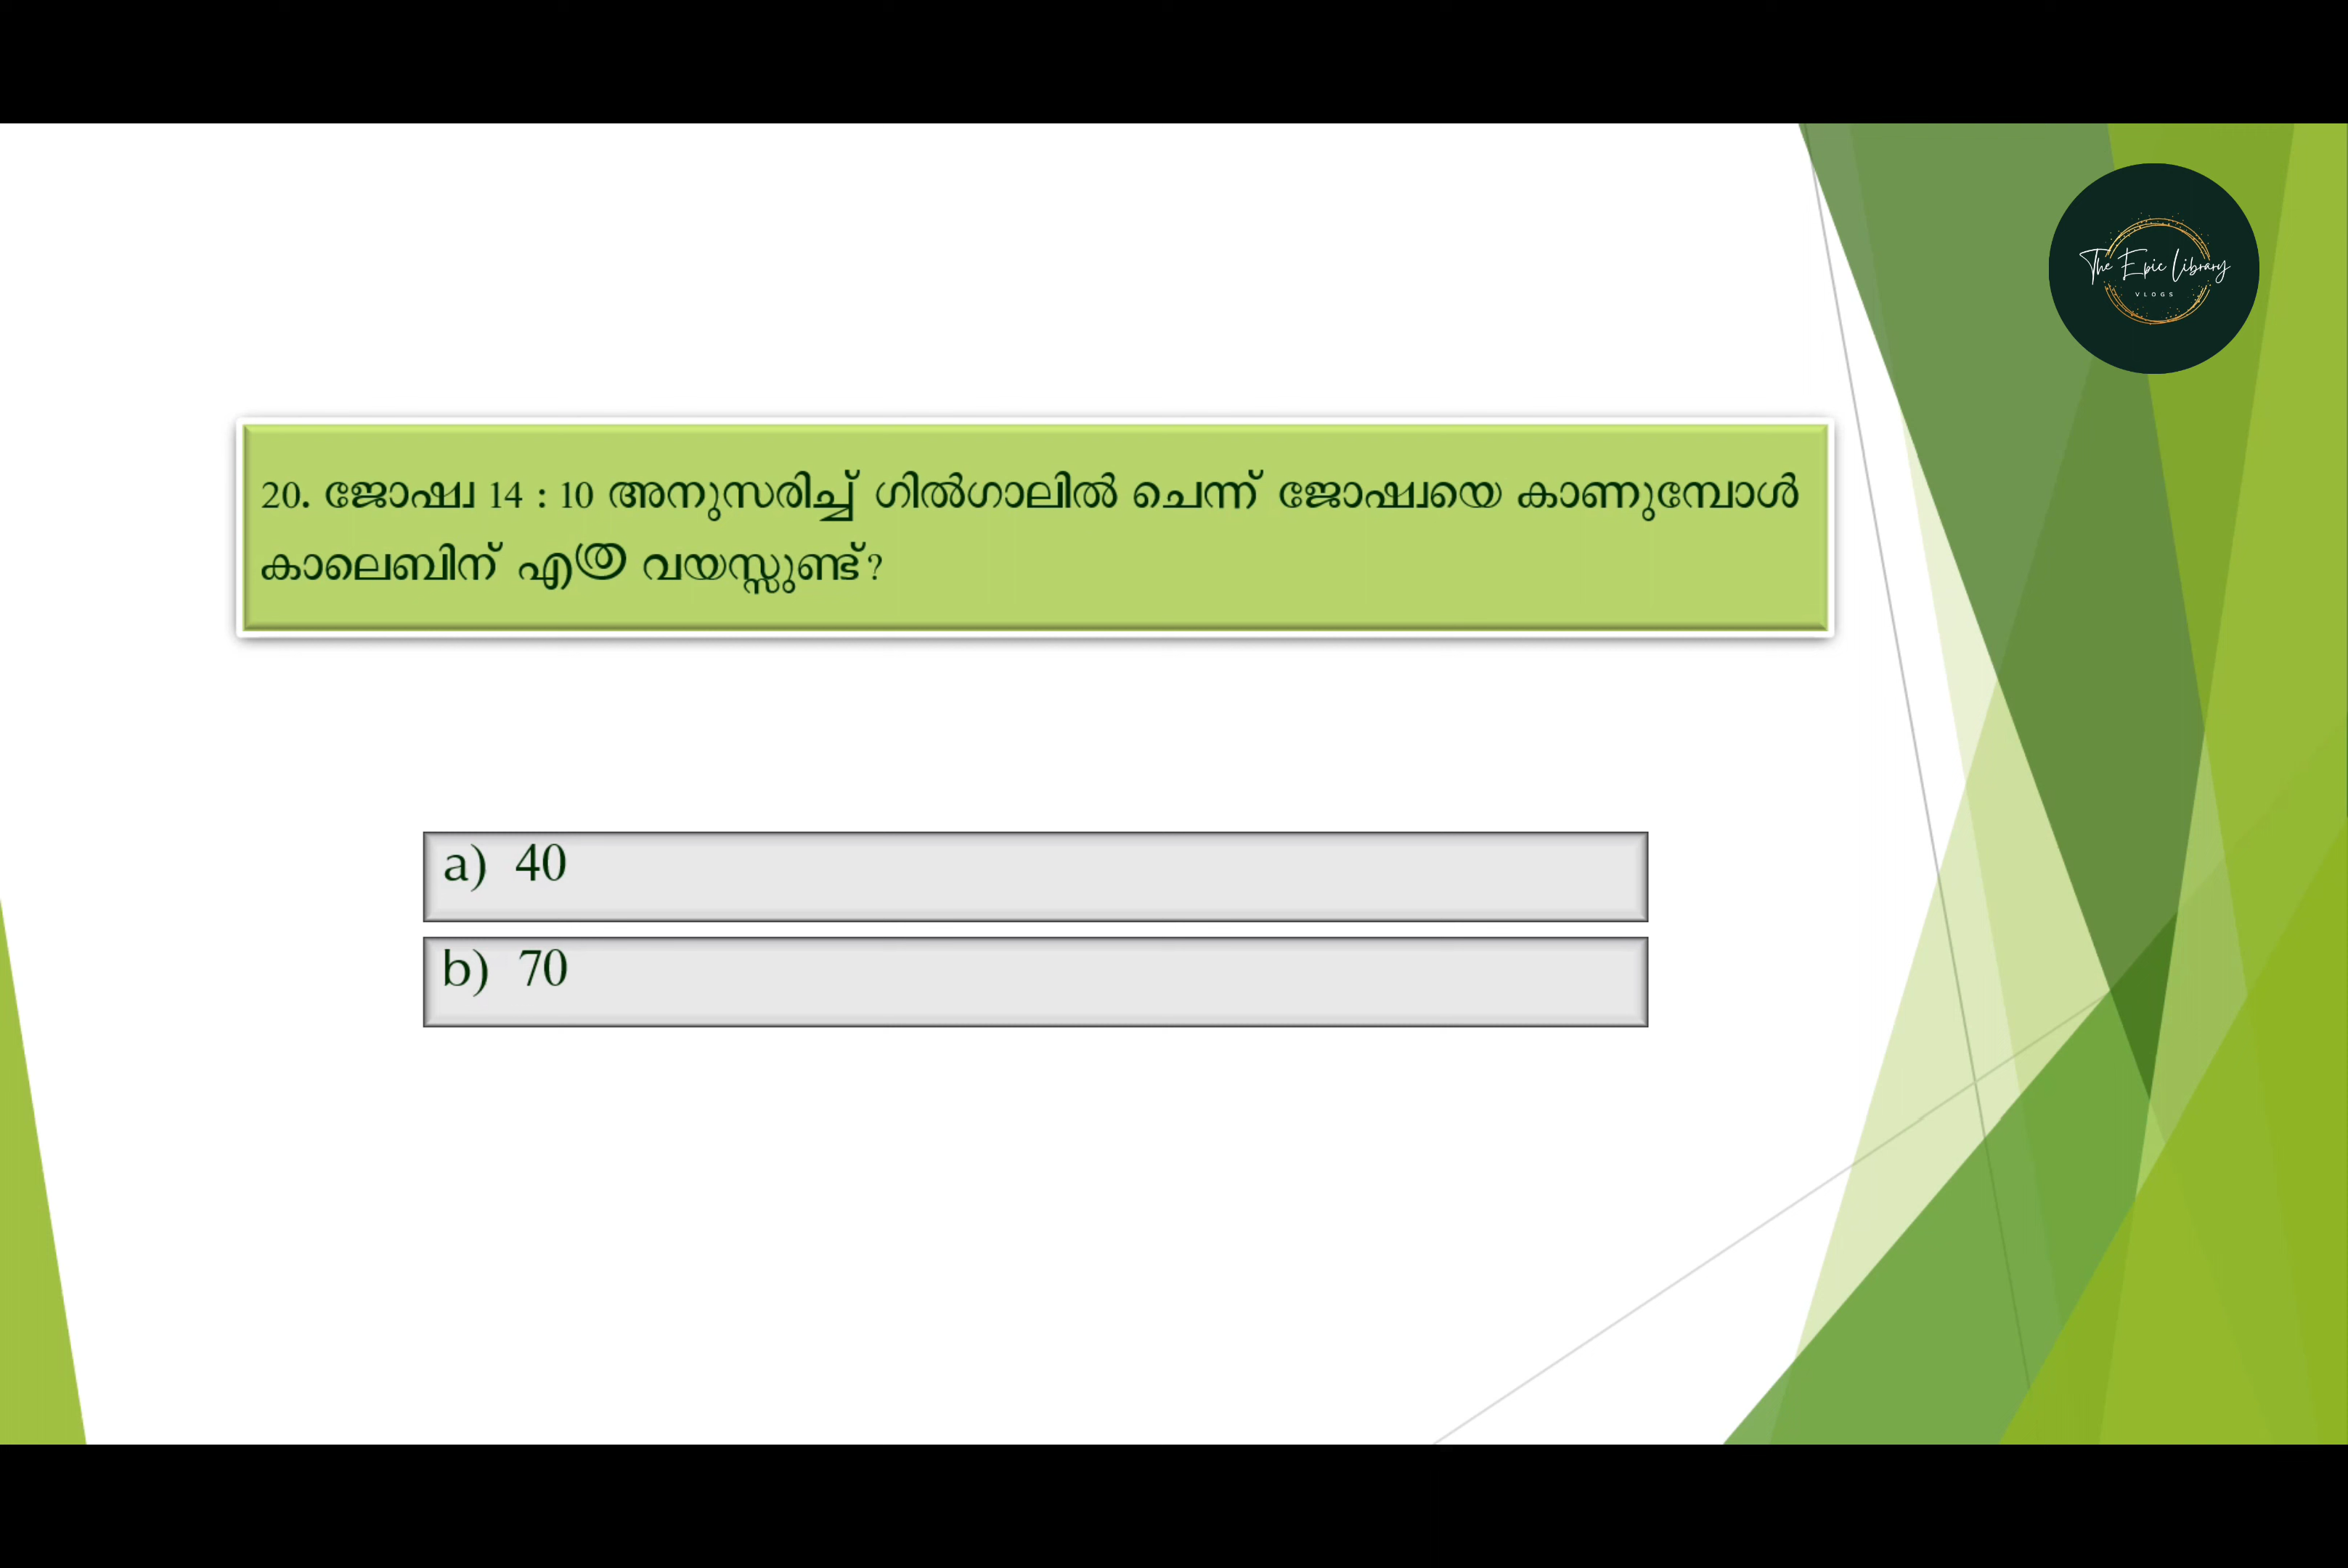 The Epic Library
VLOGS
20. ജോഷ്വ 14 : 10 അനുസരിച്ച് ഗിൽഗാലിൽ ചെന്ന് ജോഷ്വയെ കാണുമ്പോൾ
കാലെബിന് എത്ര വയസ്സുണ്ട്?
a) 40
b) 70